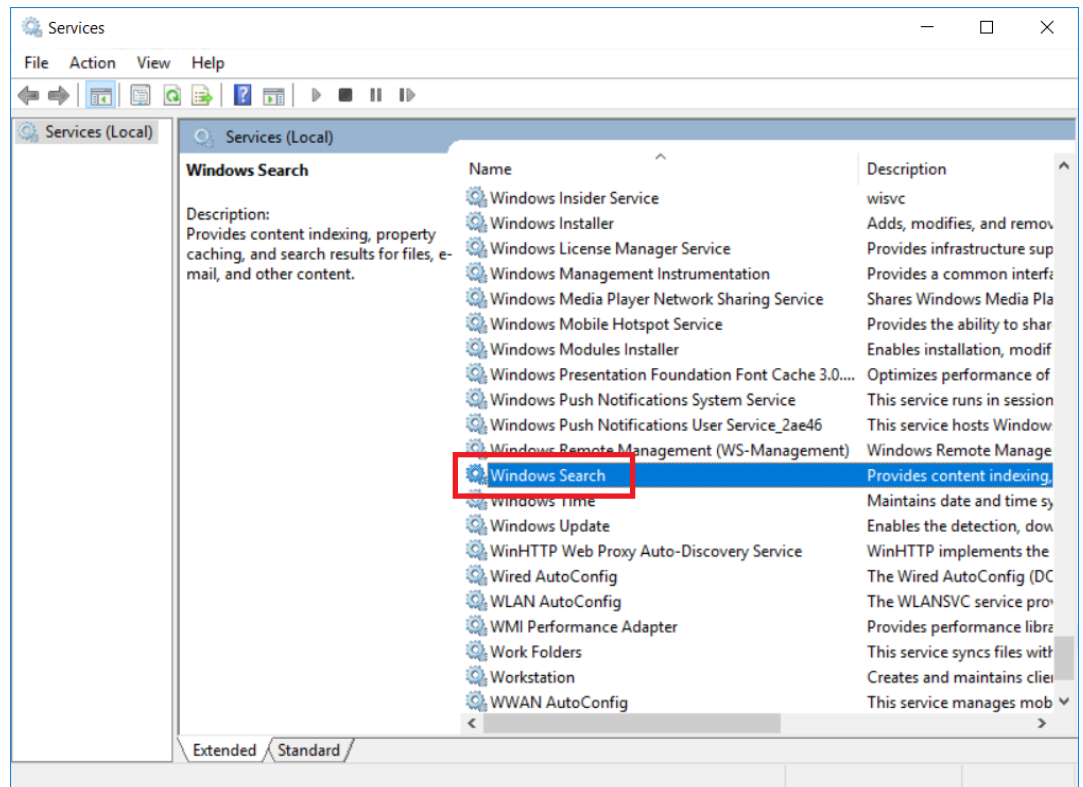 Services
File Action View Help
Services (Local)
Services (Local)
Windows Search
Description:
Provides content indexing, property
caching, and search results for files, e-
mail, and other content.
Name Description
Windows Insider Service wisvc
Windows Installer Adds, modifies, and remov
Windows License Manager Service Provides infrastructure sup
Windows Management Instrumentation Provides a common interfa
Windows Media Player Network Sharing Service Shares Windows Media Pla
Windows Mobile Hotspot Service Provides the ability to shar
Windows Modules Installer Enables installation, modif
Windows Presentation Foundation Font Cache 3.0.... Optimizes performance of
Windows Push Notifications System Service This service runs in session
Windows Push Notifications User Service_2ae46 This service hosts Window
Windows Remote Management (WS-Management) Windows Remote Manage
Windows Search Provides content indexing,
Windows Time Maintains date and time sy
Windows Update Enables the detection, dow
WinHTTP Web Proxy Auto-Discovery Service WinHTTP implements the
Wired AutoConfig The Wired AutoConfig (DO
WLAN AutoConfig The WLANSVC service prov
WMI Performance Adapter Provides performance libra
Work Folders This service syncs files with
Workstation Creates and maintains clie
WWAN AutoConfig This service manages mob
Extended Standard